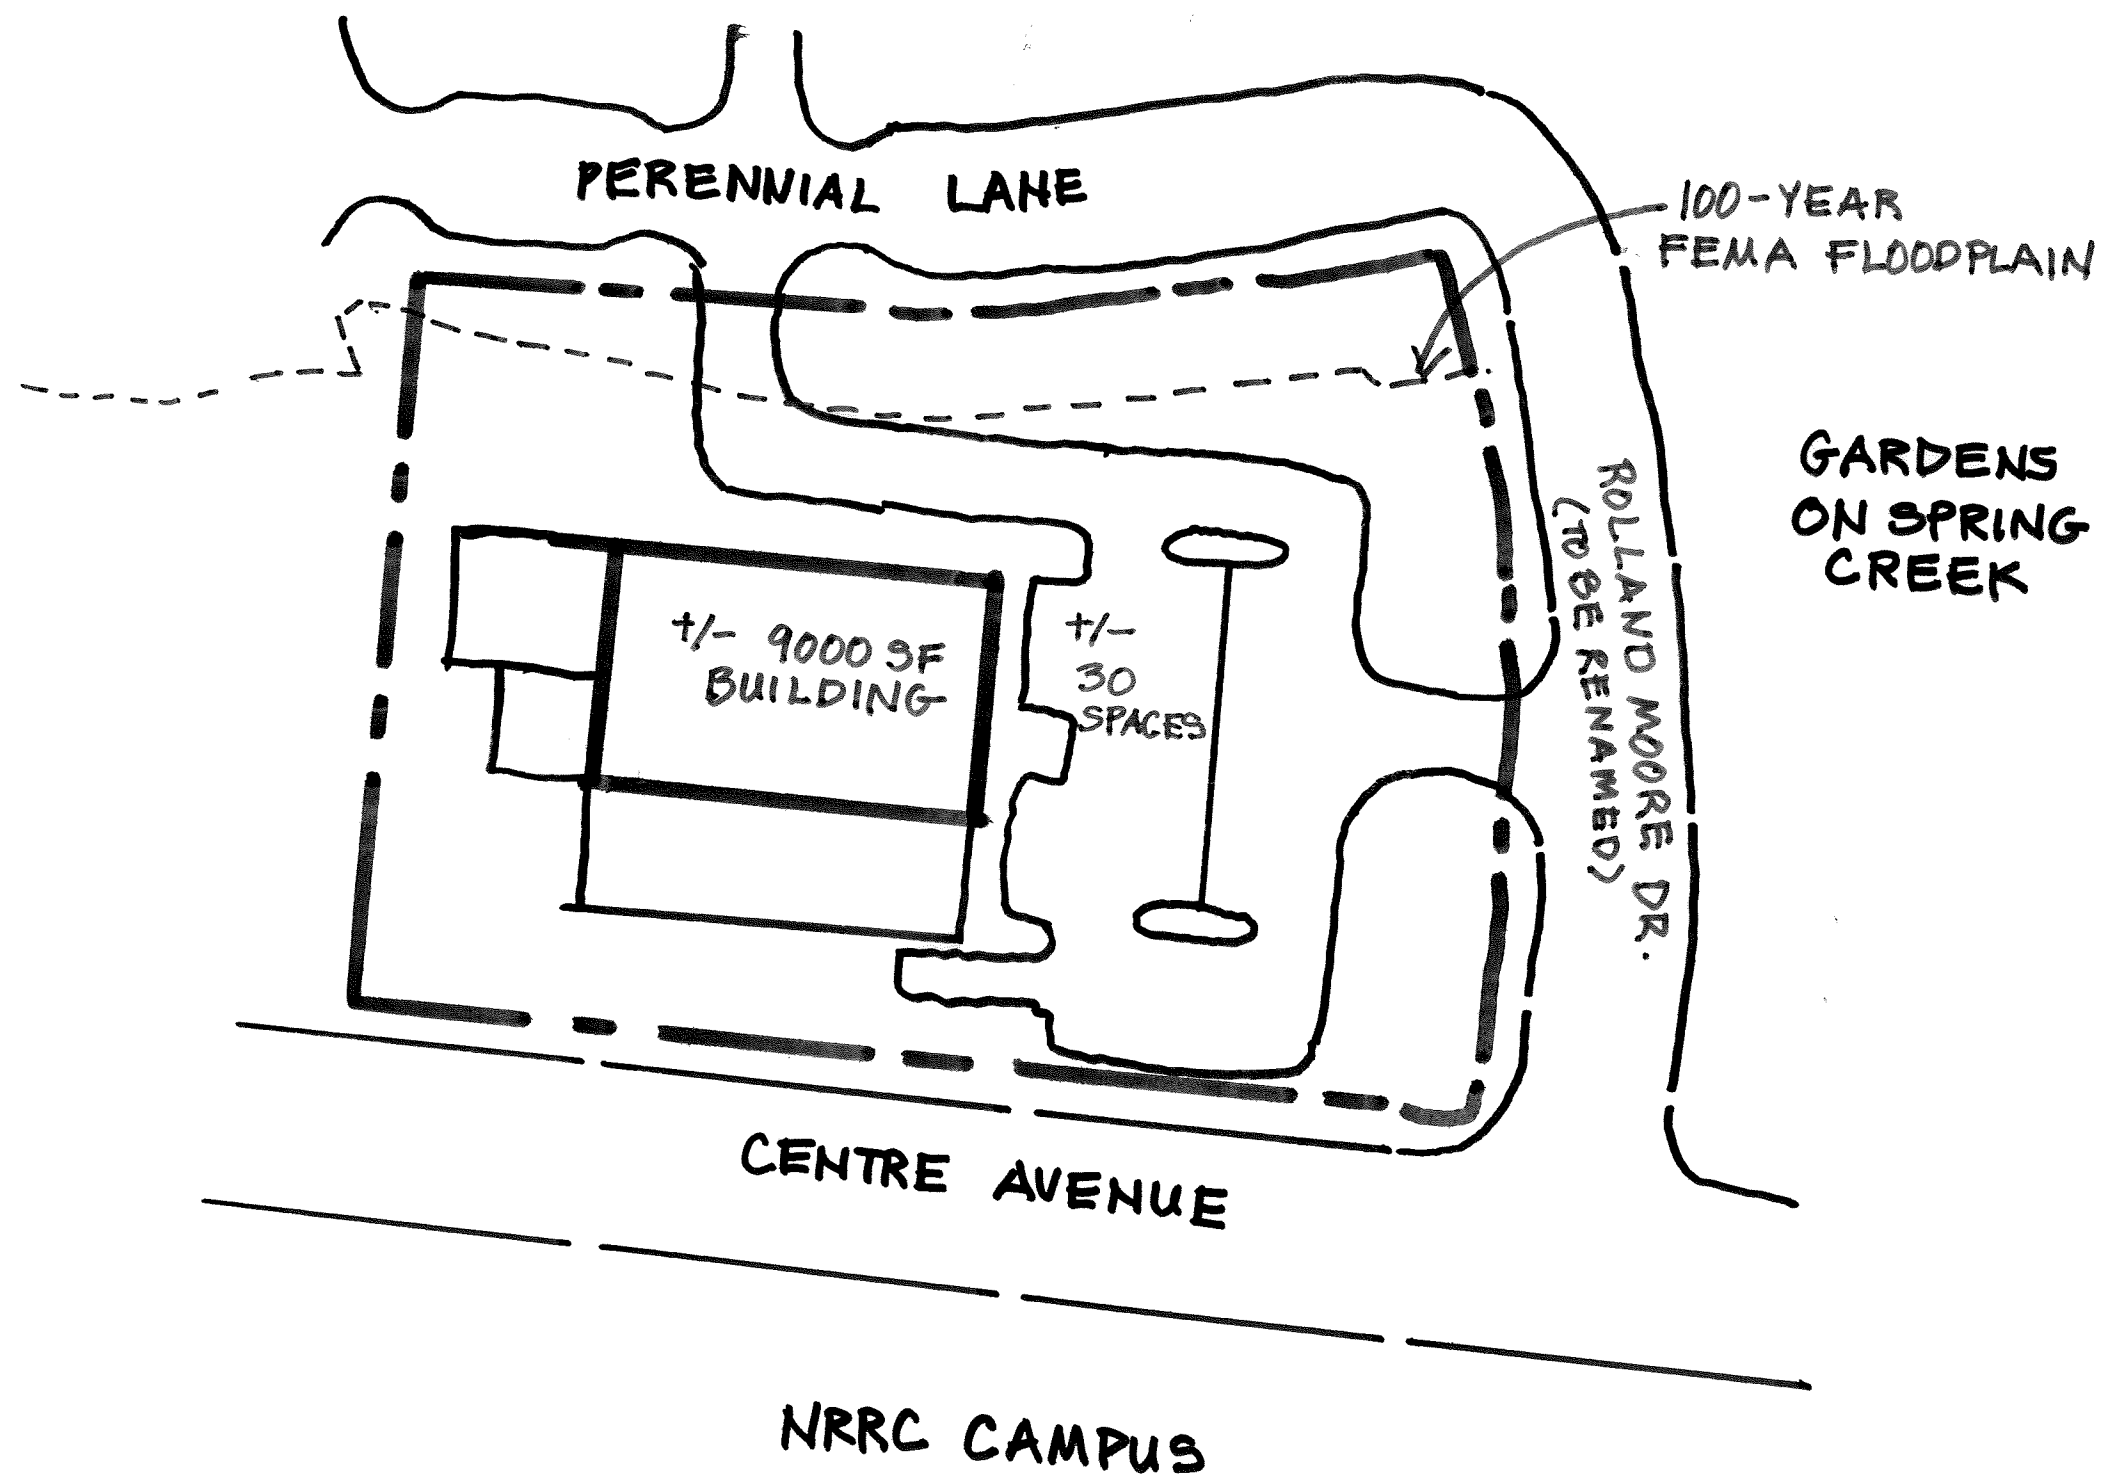 PERENNIAL LANE
100-YEAR
FEMA FLOODPLAIN
GARDENS
ON SPRING
CREEK
ROLLAND MOORE DR.
(TO BE RENAMED)
+/- 9000 SF
BUILDING
+/-
30
SPACES
CENTRE AVENUE
NRRC CAMPUS